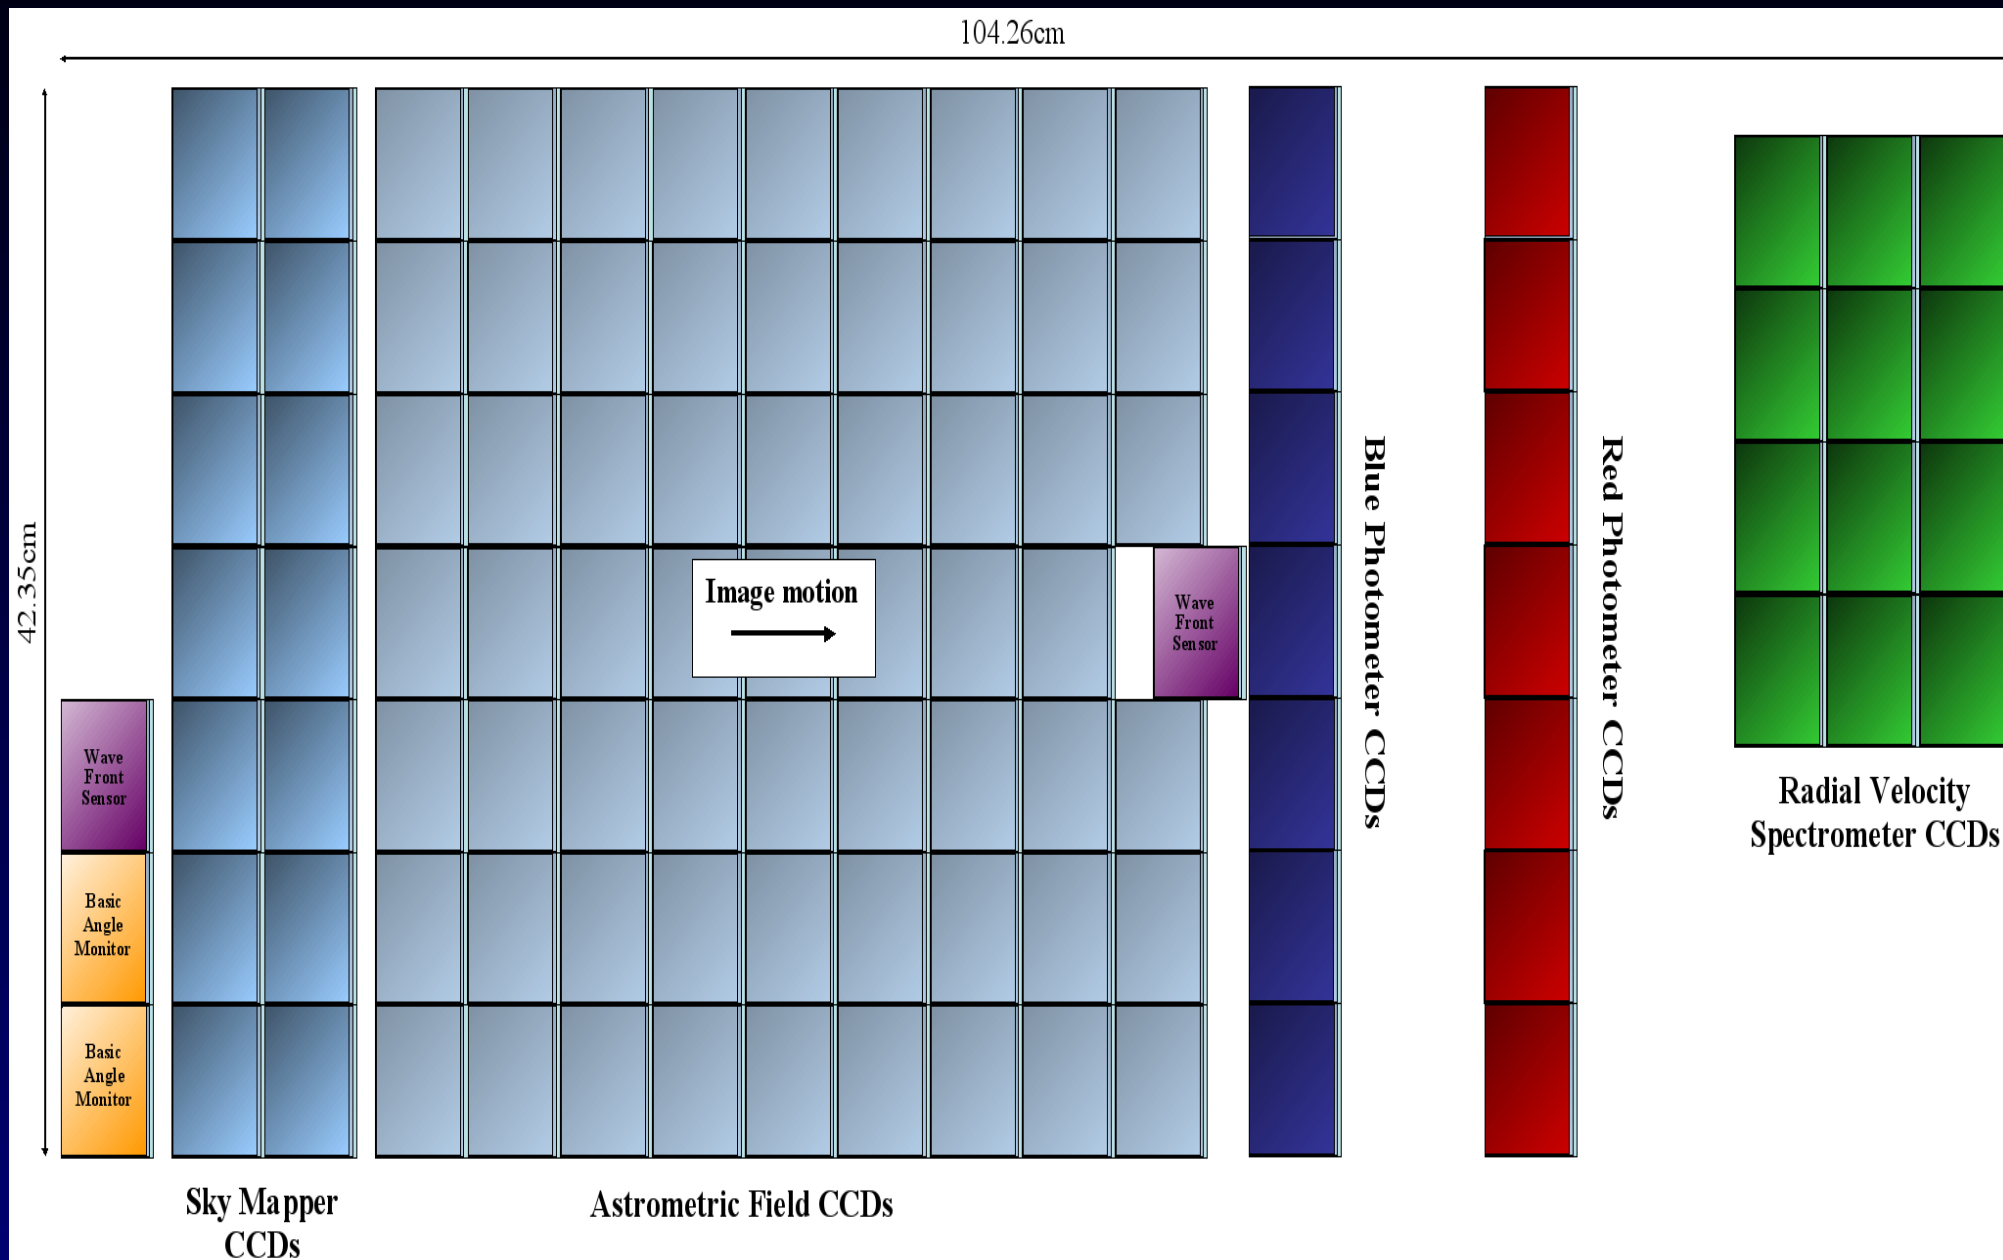 104.26cm
42.35cm
Image motion
Wave
Front
Sensor
Blue Photometer CCDs
Red Photometer CCDs
Wave
Front
Sensor
Basic
Angle
Monitor
Basic
Angle
Monitor
Radial Velocity
Spectrometer CCDs
Sky Mapper
CCDs
Astrometric Field CCDs